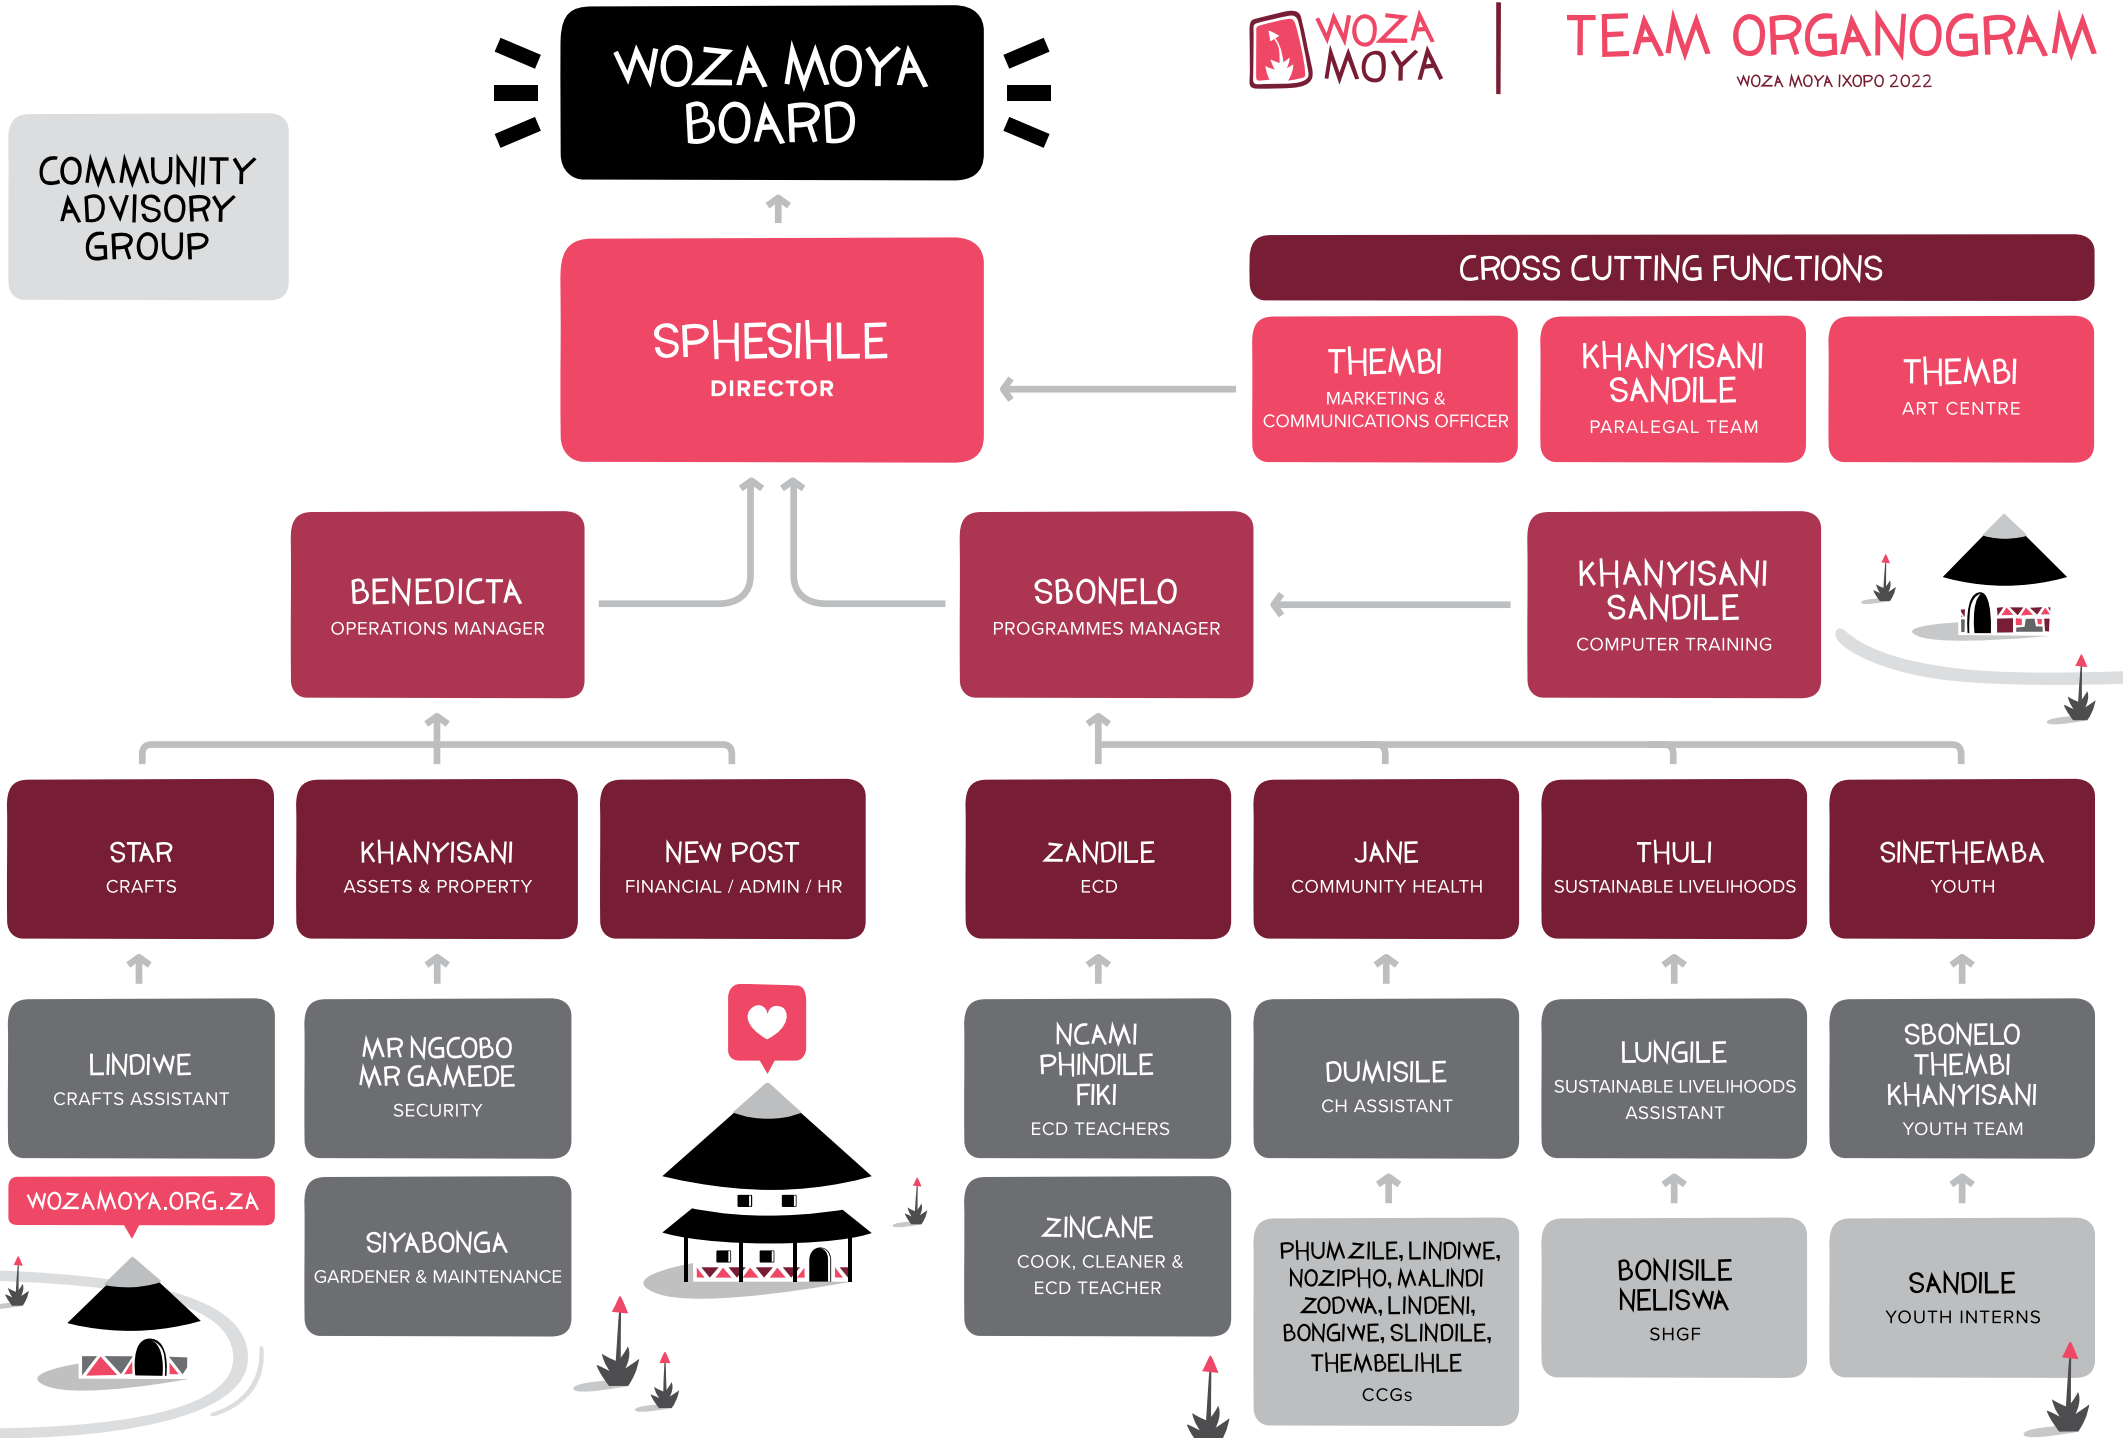 WOZA MOYA
BOARD
WOZA
MOYA
TEAM ORGANOGRAM
WOZA MOYA IXOPO 2022
COMMUNITY
ADVISORY
GROUP
SPHESIHLE
DIRECTOR
CROSS CUTTING FUNCTIONS
THEMBI
MARKETING &
COMMUNICATIONS OFFICER
KHANYISANI
SANDILE
PARALEGAL TEAM
THEMBI
ART CENTRE
BENEDICTA
OPERATIONS MANAGER
SBONELO
PROGRAMMES MANAGER
KHANYISANI
SANDILE
COMPUTER TRAINING
STAR
CRAFTS
KHANYISANI
ASSETS & PROPERTY
NEW POST
FINANCIAL / ADMIN / HR
ZANDILE
ECD
JANE
COMMUNITY HEALTH
THULI
SUSTAINABLE LIVELIHOODS
SINETHEMBA
YOUTH
LINDIWE
CRAFTS ASSISTANT
MR NGCOBO
MR GAMEDE
SECURITY
NCAMI
PHINDILE
FIKI
ECD TEACHERS
DUMISILE
CH ASSISTANT
LUNGILE
SUSTAINABLE LIVELIHOODS
ASSISTANT
SBONELO
THEMBI
KHANYISANI
YOUTH TEAM
WOZAMOYA.ORG.ZA
SIYABONGA
GARDENER & MAINTENANCE
ZINCANE
COOK, CLEANER &
ECD TEACHER
PHUMZILE, LINDIWE,
NOZIPHO, MALINDI
ZODWA, LINDENI,
BONGIWE, SLINDILE,
THEMBELIHLE
CCGs
BONISILE
NELISWA
SHGF
SANDILE
YOUTH INTERNS